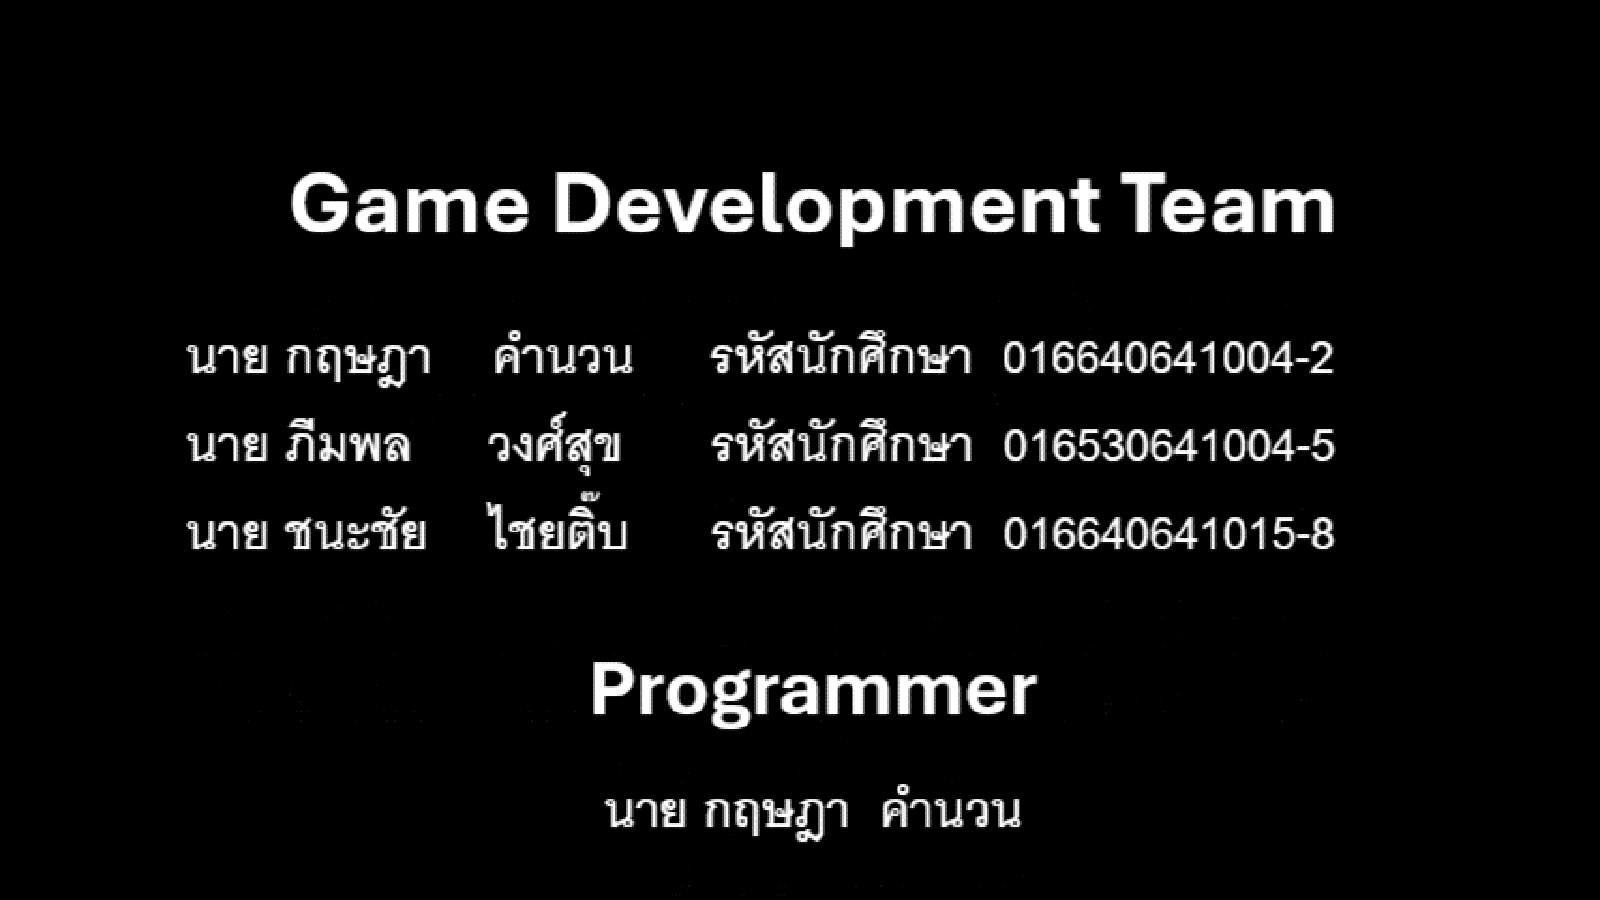 Game Development Team
นาย กฤษฎา คำนวน รหัสนักศึกษา 016640641004-2
นาย ภีมพล วงศ์สุข รหัสนักศึกษา 016530641004-5
นาย ชนะชัย ไชยติ๊บ รหัสนักศึกษา 016640641015-8
Programmer
นาย กฤษฎา คำนวน